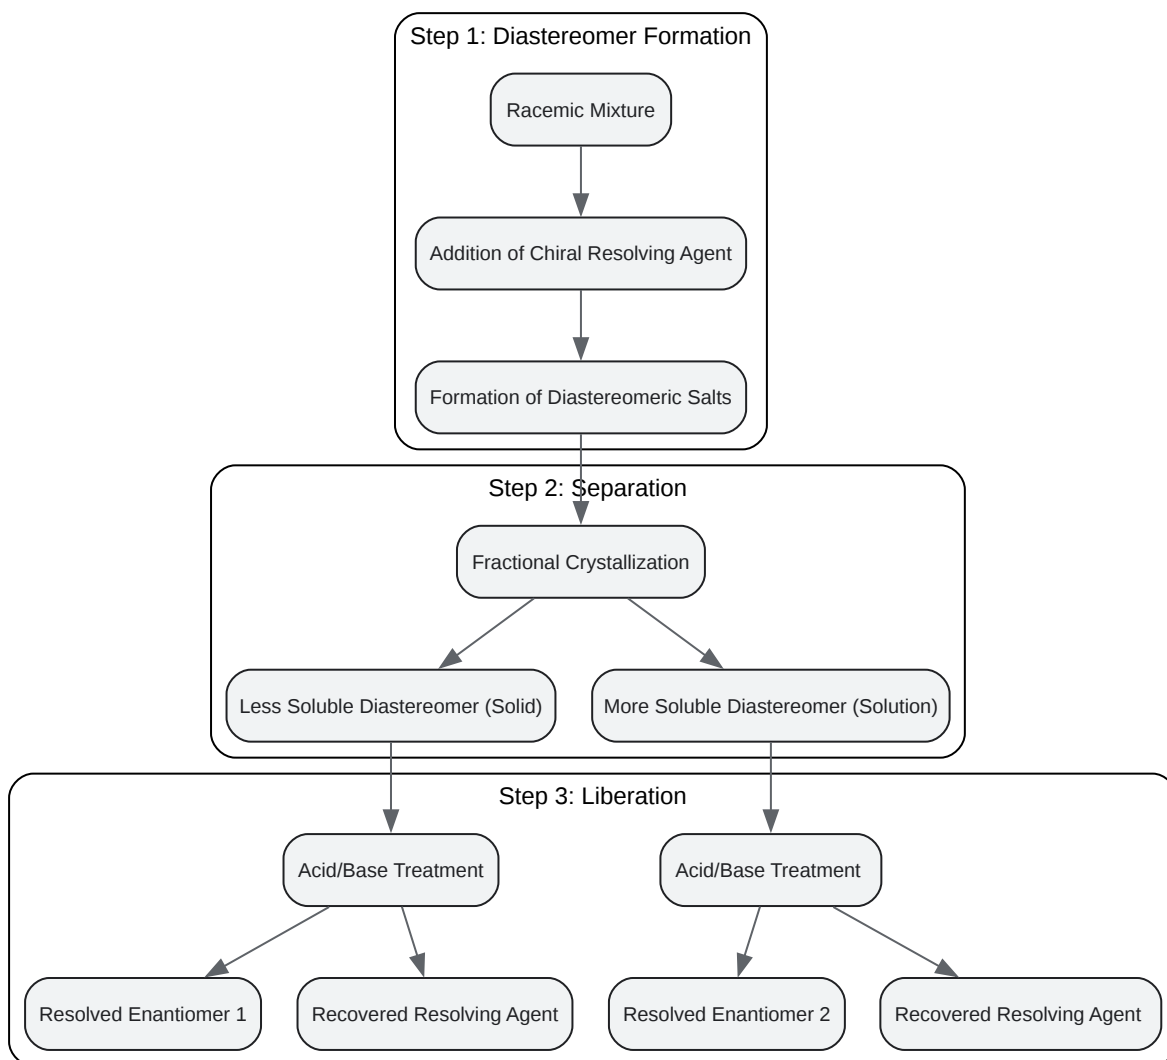 Step 1: Diastereomer Formation
Racemic Mixture
Addition of Chiral Resolving Agent
Formation of Diastereomeric Salts
Step 2: Separation
Fractional Crystallization
Less Soluble Diastereomer (Solid)
More Soluble Diastereomer (Solution)
Step 3: Liberation
Acid/Base Treatment
Acid/Base Treatment
Resolved Enantiomer 1
Recovered Resolving Agent
Resolved Enantiomer 2
Recovered Resolving Agent